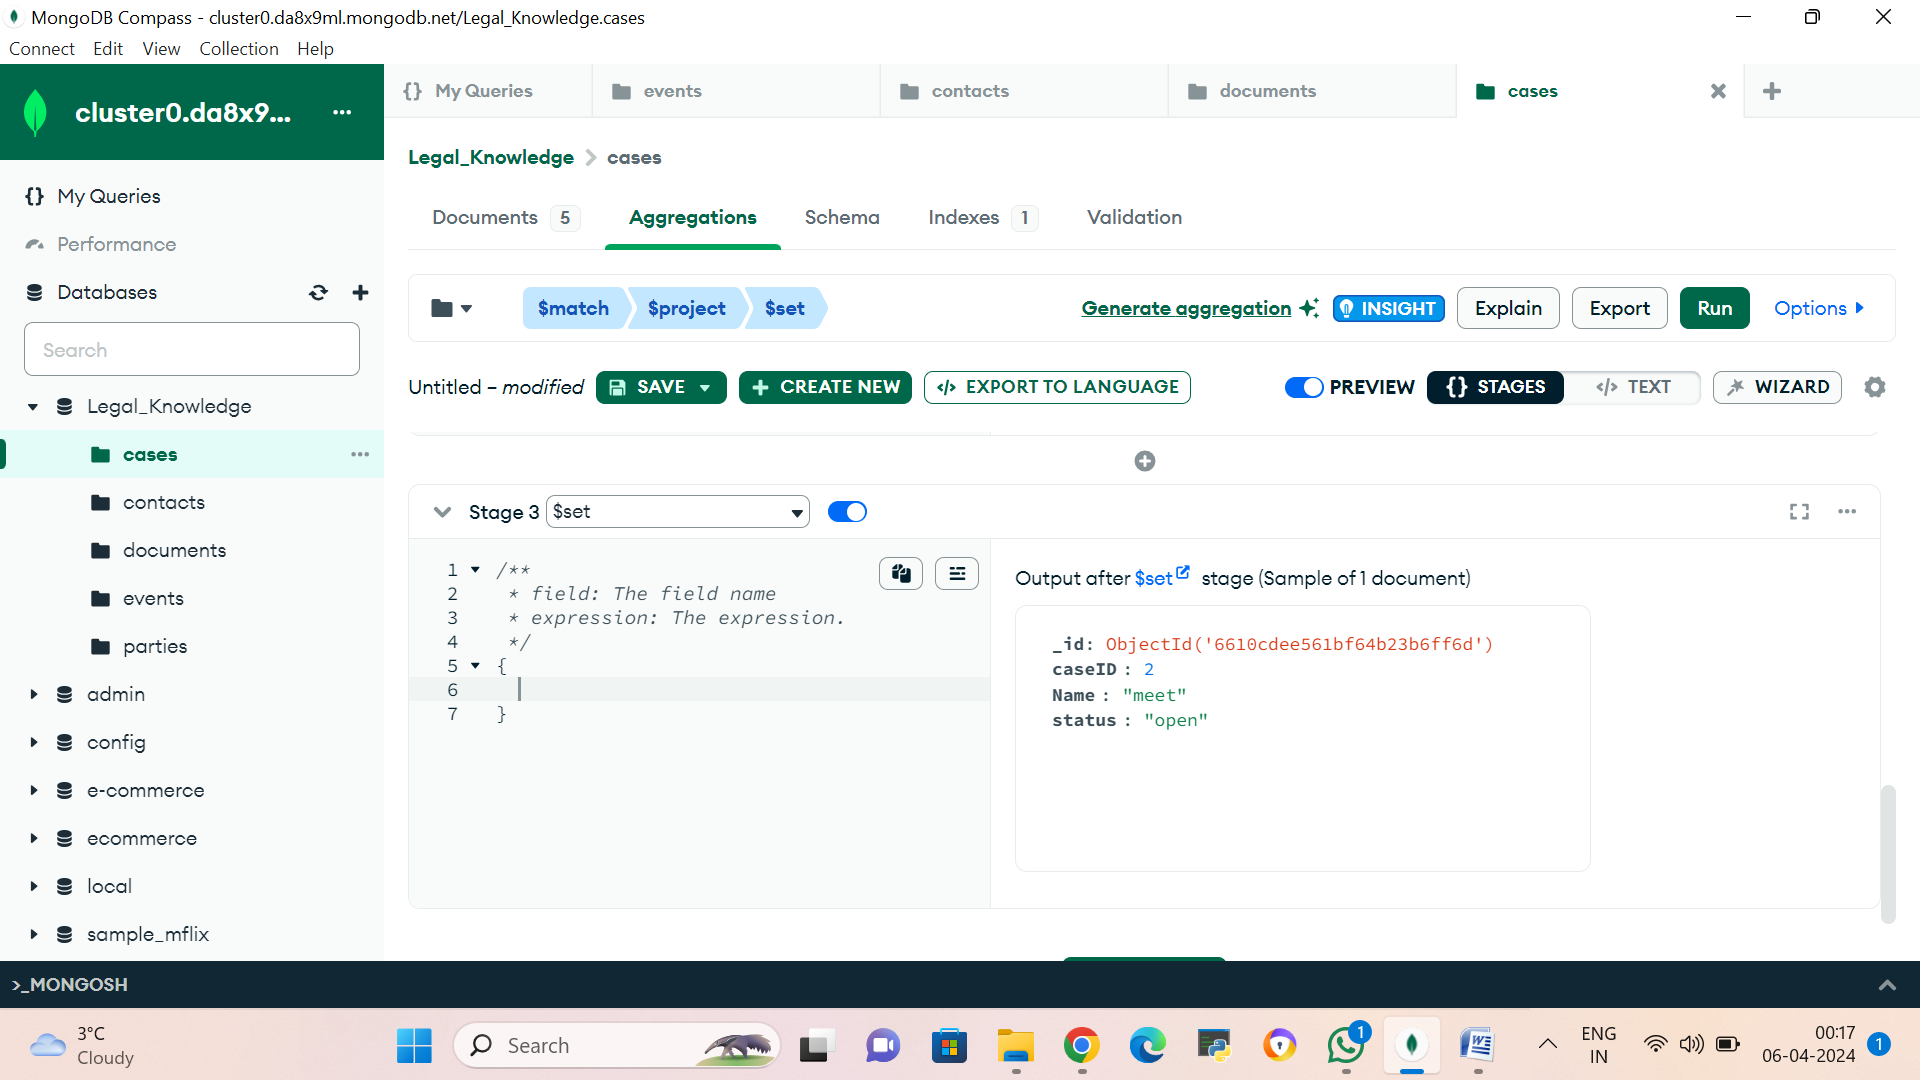 MongoDB Compass - cluster0.da8x9ml.mongodb.net/Legal_Knowledge.cases
Connect Edit View Collection Help
cluster0.da8x9... ...
{} My Queries
events
contacts
documents
cases
My Queries
Performance
Databases
Search
Legal_Knowledge
cases
contacts
documents
events
parties
admin
config
e-commerce
ecommerce
local
sample_mflix
Legal_Knowledge > cases
Documents 5 Aggregations Schema Indexes 1 Validation
$match $project $set Generate aggregation INSIGHT Explain Export Run Options
Untitled – modified SAVE + CREATE NEW </> EXPORT TO LANGUAGE PREVIEW {} STAGES </> TEXT WIZARD
Stage 3 $set
1 /**
2 * field: The field name
3 * expression: The expression.
4 */
5 {
6
7 }
Output after $set stage (Sample of 1 document)
_id: ObjectId('6610cdee561bf64b23b6ff6d')
caseID : 2
Name : "meet"
status : "open"
>_MONGOSH
3°C
Cloudy
Search
1
ENG
IN
00:17
06-04-2024
1